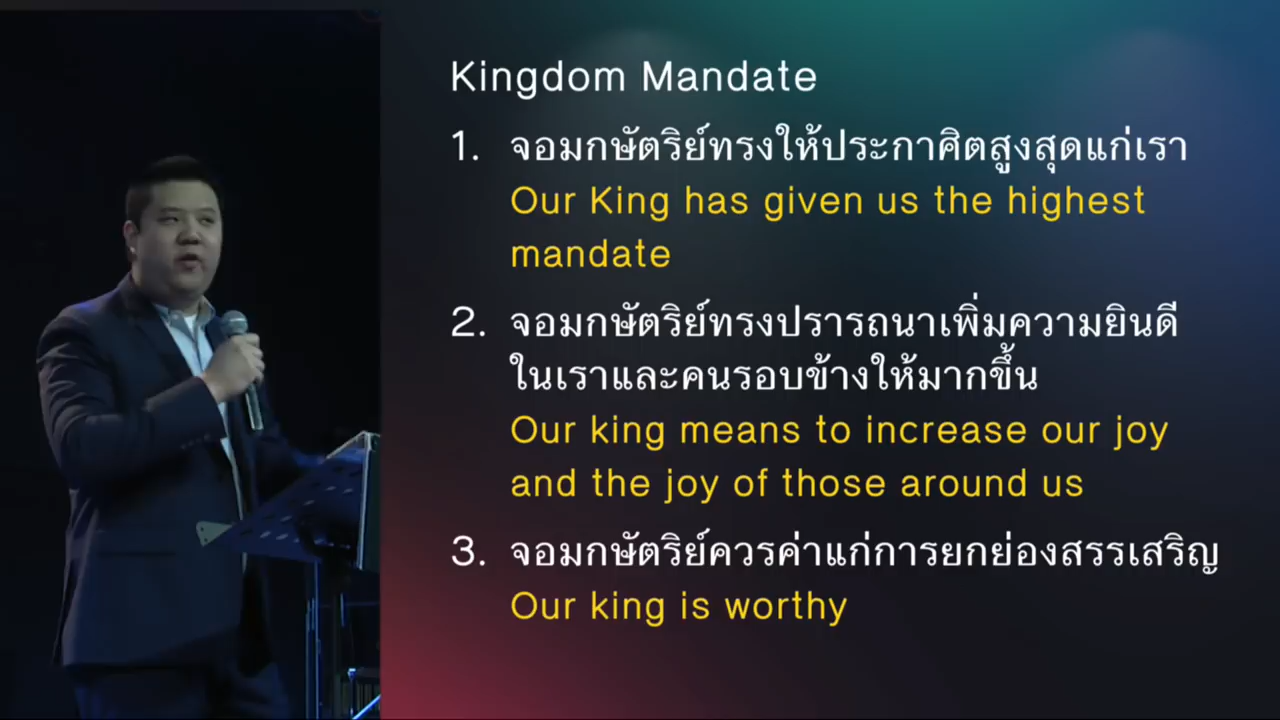 Kingdom Mandate
1. จอมกษัตริย์ทรงให้ประกาศิตสูงสุดแก่เรา
Our King has given us the highest
mandate
2. จอมกษัตริย์ทรงปรารถนาเพิ่มความยินดี
ในเราและคนรอบข้างให้มากขึ้น
Our king means to increase our joy
and the joy of those around us
3. จอมกษัตริย์ควรค่าแก่การยกย่องสรรเสริญ
Our king is worthy